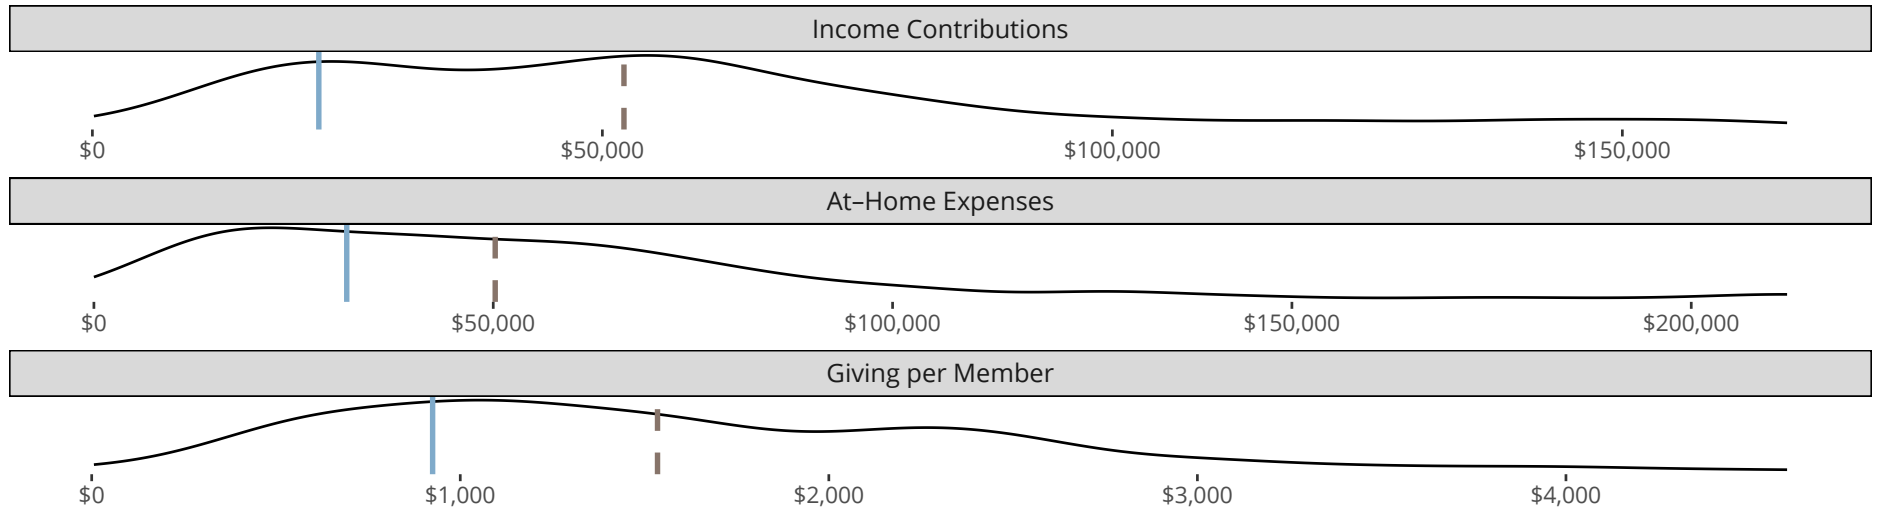 Income Contributions
$0 $50,000 $100,000 $150,000
At–Home Expenses
$0 $50,000 $100,000 $150,000 $200,000
Giving per Member
$0 $1,000 $2,000 $3,000 $4,000